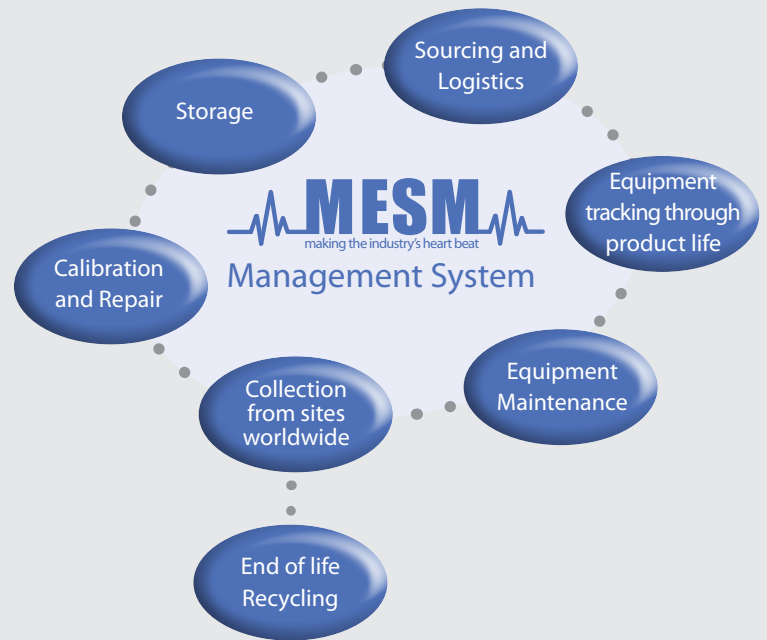 Sourcing and
Logistics
Storage
Equipment
tracking through
product life
MESM
making the industry's heart beat
Management System
Calibration
and Repair
Equipment
Maintenance
Collection
from sites
worldwide
End of life
Recycling